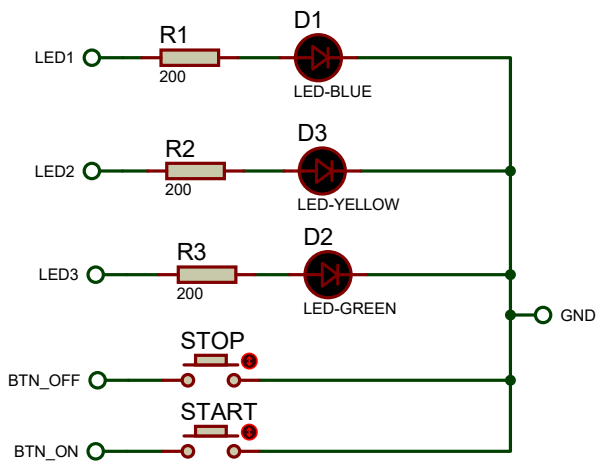 D1
R1
LED1
200
LED-BLUE
D3
R2
LED2
200
LED-YELLOW
D2
R3
LED3
200
LED-GREEN
GND
STOP
BTN_OFF
START
BTN_ON